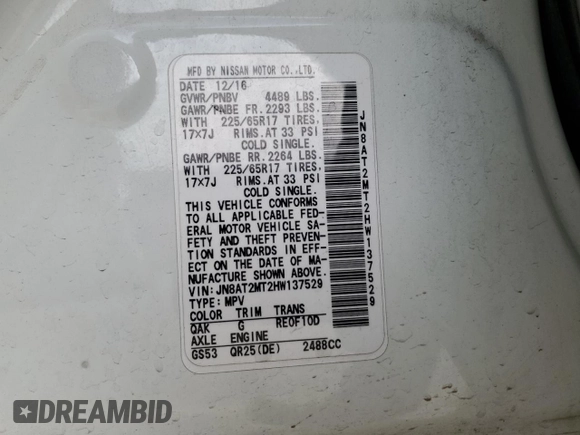 MFD BY NISSAN MOTOR CO.,LTD.
DATE 12/16
GVWR/PNBV 4489 LBS.
GAWR/PNBE FR. 2293 LBS.
WITH 225/65R17 TIRES,
17×7J RIMS. AT 33 PSI
COLD SINGLE.
GAWR/PNBE RR. 2264 LBS.
WITH 225/65R17 TIRES,
17×7J RIMS. AT 33 PSI
COLD SINGLE.
THIS VEHICLE CONFORMS
TO ALL APPLICABLE FED-
ERAL MOTOR VEHICLE SA-
FETY AND THEFT PREVEN-
TION STANDARDS IN EFF-
ECT ON THE DATE OF MA-
NUFACTURE SHOWN ABOVE.
VIN: JN8AT2MT2HW137529
TYPE: MPV
COLOR TRIM TRANS
QAK G RE0F10D
AXLE ENGINE
GS53 QR25(DE) 2488CC
JN8AT2MT2HW137529
DREAMBID